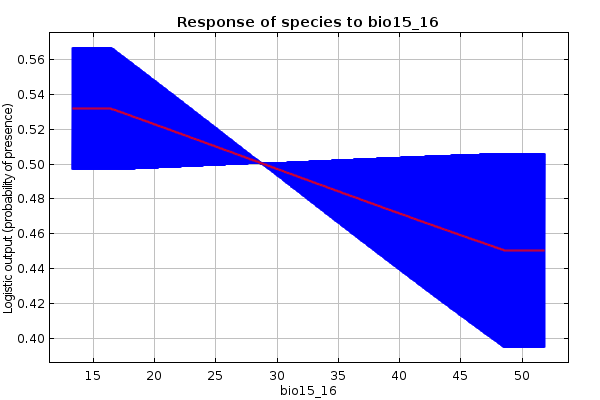 Response of species to bio15_16
Logistic output (probability of presence)
0.56
0.54
0.52
0.50
0.48
0.46
0.44
0.42
0.40
15 20 25 30 35 40 45 50
bio15_16